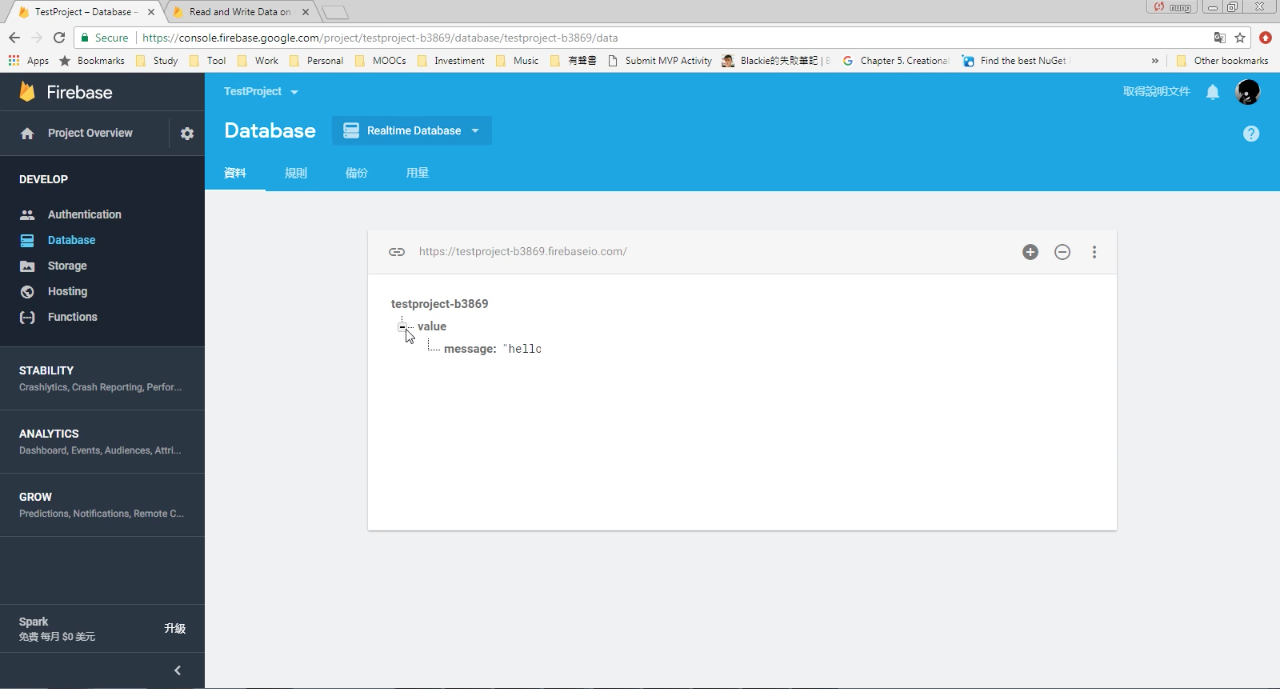 TestProject – Database –
Read and Write Data on
nung
Secure
https://console.firebase.google.com/project/testproject-b3869/database/testproject-b3869/data
Apps
Bookmarks
Study
Tool
Work
Personal
MOOCs
Investiment
Music
有聲書
Submit MVP Activity
Blackie的失敗筆記 | B
Chapter 5. Creational
Find the best NuGet
»
Other bookmarks
Firebase
Project Overview
DEVELOP
Authentication
Database
Storage
Hosting
Functions
STABILITY
Crashlytics, Crash Reporting, Perfor...
ANALYTICS
Dashboard, Events, Audiences, Attri...
GROW
Predictions, Notifications, Remote C...
Spark
免費 每月 $0 美元
升級
TestProject
取得說明文件
Database
Realtime Database
資料
規則
備份
用量
https://testproject-b3869.firebaseio.com/
testproject-b3869
value
message: "hello